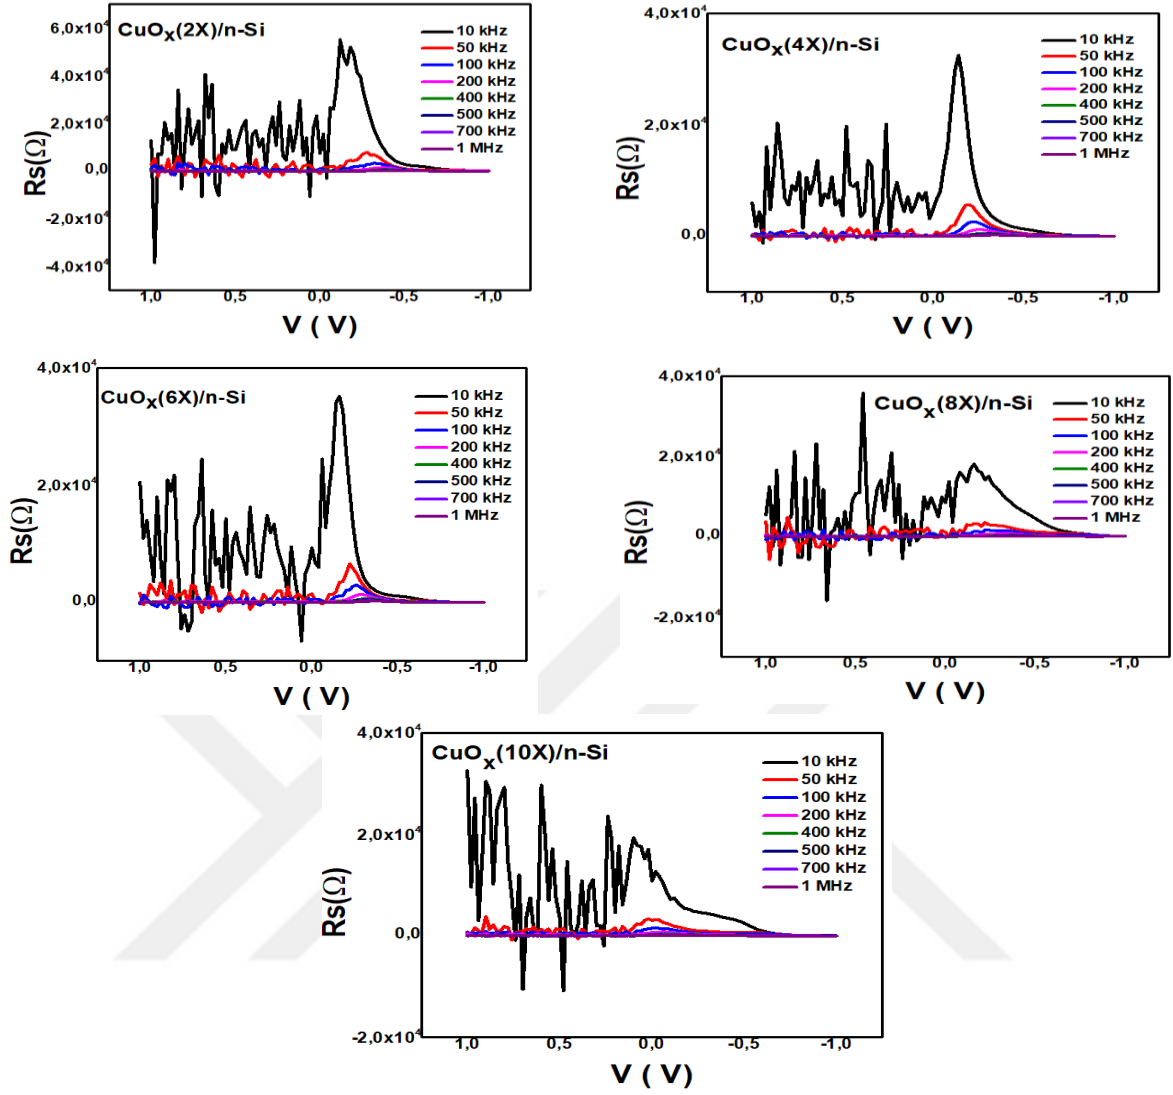 CuOx(2X)/n-Si
10 kHz
50 kHz
100 kHz
200 kHz
400 kHz
500 kHz
700 kHz
1 MHz
6,0x10⁴
4,0x10⁴
2,0x10⁴
0,0
-2,0x10⁴
-4,0x10⁴
Rs(Ω)
1,0 0,5 0,0 -0,5 -1,0
V ( V)
CuOx(4X)/n-Si
10 kHz
50 kHz
100 kHz
200 kHz
400 kHz
500 kHz
700 kHz
1 MHz
4,0x10⁴
2,0x10⁴
0,0
Rs(Ω)
1,0 0,5 0,0 -0,5 -1,0
V ( V)
CuOx(6X)/n-Si
10 kHz
50 kHz
100 kHz
200 kHz
400 kHz
500 kHz
700 kHz
1 MHz
4,0x10⁴
2,0x10⁴
0,0
Rs(Ω)
1,0 0,5 0,0 -0,5 -1,0
V ( V)
CuOx(8X)/n-Si
10 kHz
50 kHz
100 kHz
200 kHz
400 kHz
500 kHz
700 kHz
1 MHz
4,0x10⁴
2,0x10⁴
0,0
-2,0x10⁴
Rs(Ω)
1,0 0,5 0,0 -0,5 -1,0
V ( V)
CuOx(10X)/n-Si
10 kHz
50 kHz
100 kHz
200 kHz
400 kHz
500 kHz
700 kHz
1 MHz
4,0x10⁴
2,0x10⁴
0,0
-2,0x10⁴
Rs(Ω)
1,0 0,5 0,0 -0,5 -1,0
V ( V)